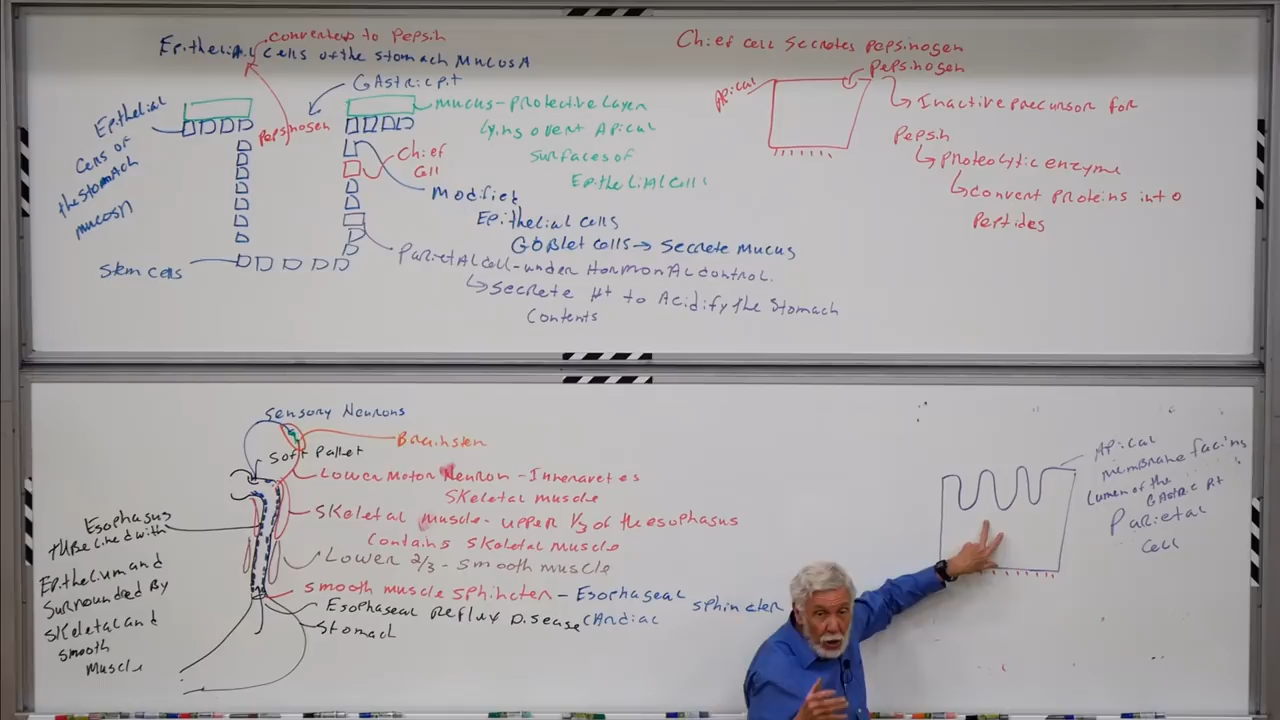 converted to Pepsin
Epithelial cells of the stomach Mucosa
Gastric pit
Epithelial
cells of
the stomach
mucosa
Pepsinogen
mucus-Protective Layer
lying over Apical
surfaces of
Epithelial cells
Chief
Cell
Modified
Epithelial cells
GOblet cells → Secrete Mucus
Stem cells
ParietAl cell-under HormonAl control.
↳ Secrete H+ to Acidify the Stomach
Contents
Chief cell Secretes pepsinogen
pepsinogen
Apical
↳ Inactive precursor for
Pepsin
↳ Proteolytic enzyme
↳ convert Proteins into
Peptides
Sensory Neurons
Brainstem
Soft Pallet
Lower Motor Neuron - Innervates
Skeletal muscle
Skeletal muscle- upper 1/3 of the esophagus
Contains Skeletal muscle
Lower 2/3 - Smooth muscle
smooth muscle sphincter - Esophageal sphincter
Esophageal Reflux Disease CArdiac
Stomach
Esophagus
tube lined with
Epithelium and
Surrounded By
Skeletal and
Smooth
Muscle
Apical
membrane facing
Lumen of the
GAstric pit
Parietal
Cell